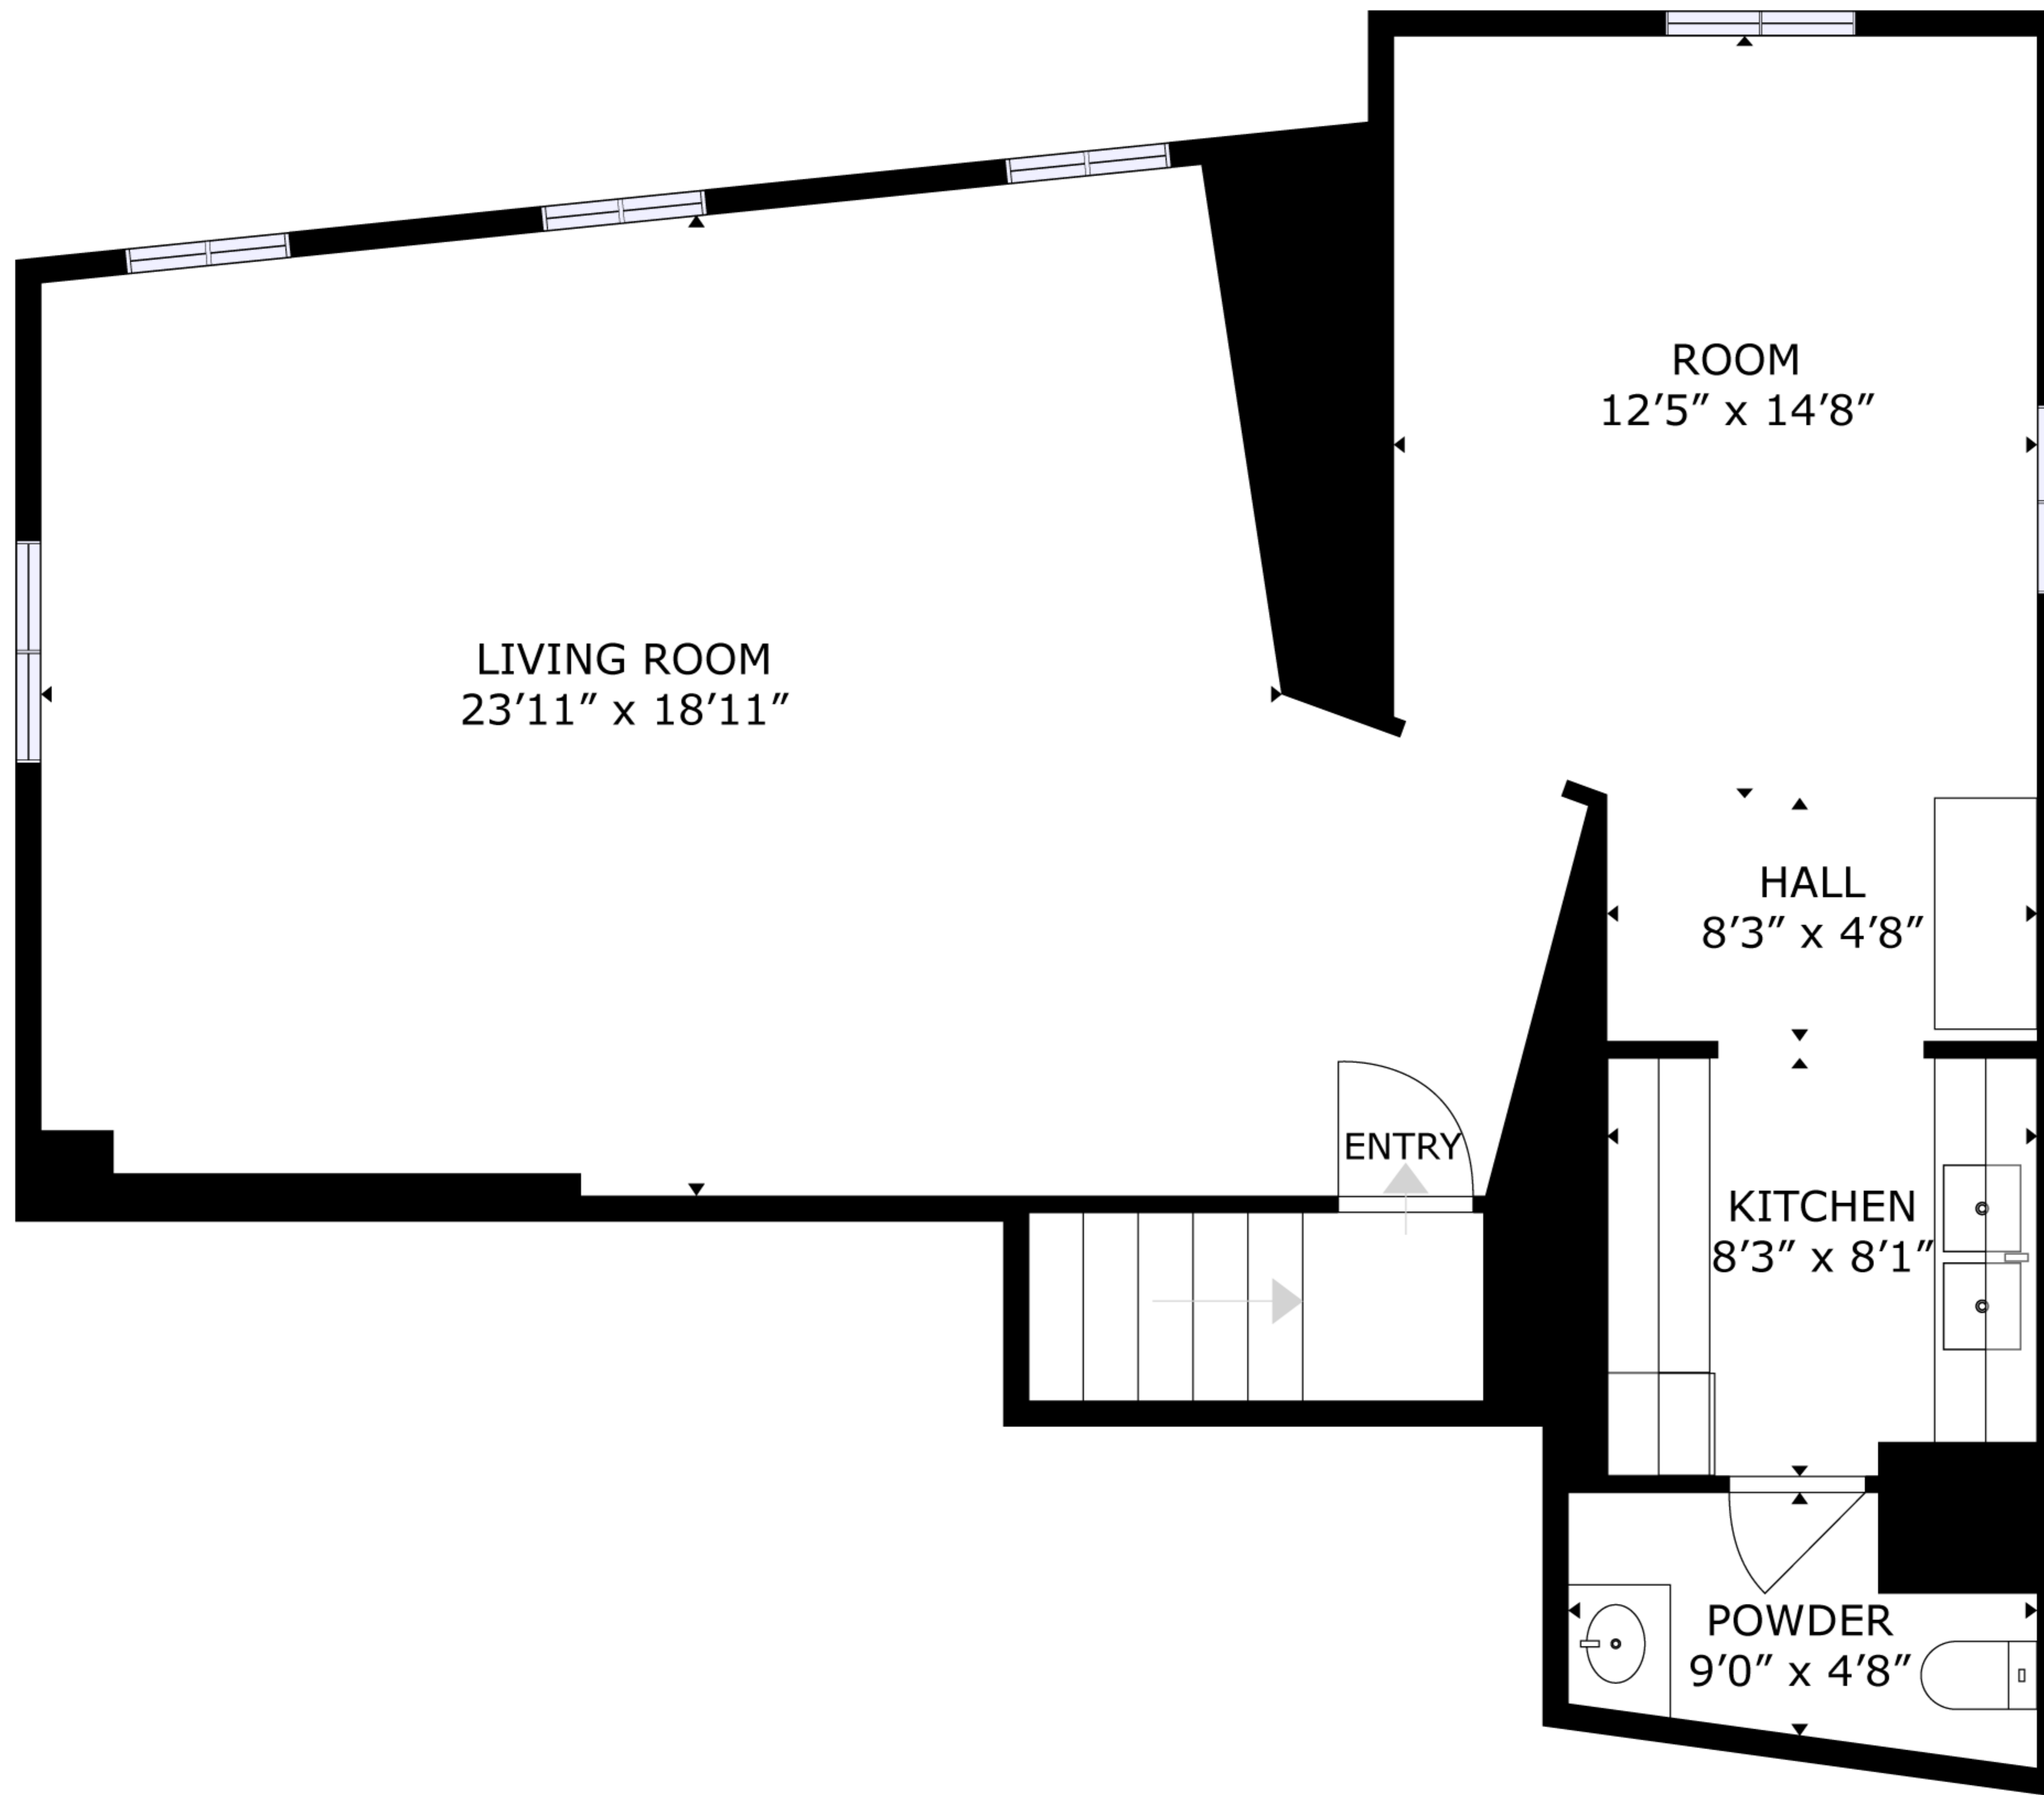 ROOM
12′5″ x 14′8″
LIVING ROOM
23′11″ x 18′11″
HALL
8′3″ x 4′8″
ENTRY
KITCHEN
8′3″ x 8′1″
POWDER
9′0″ x 4′8″